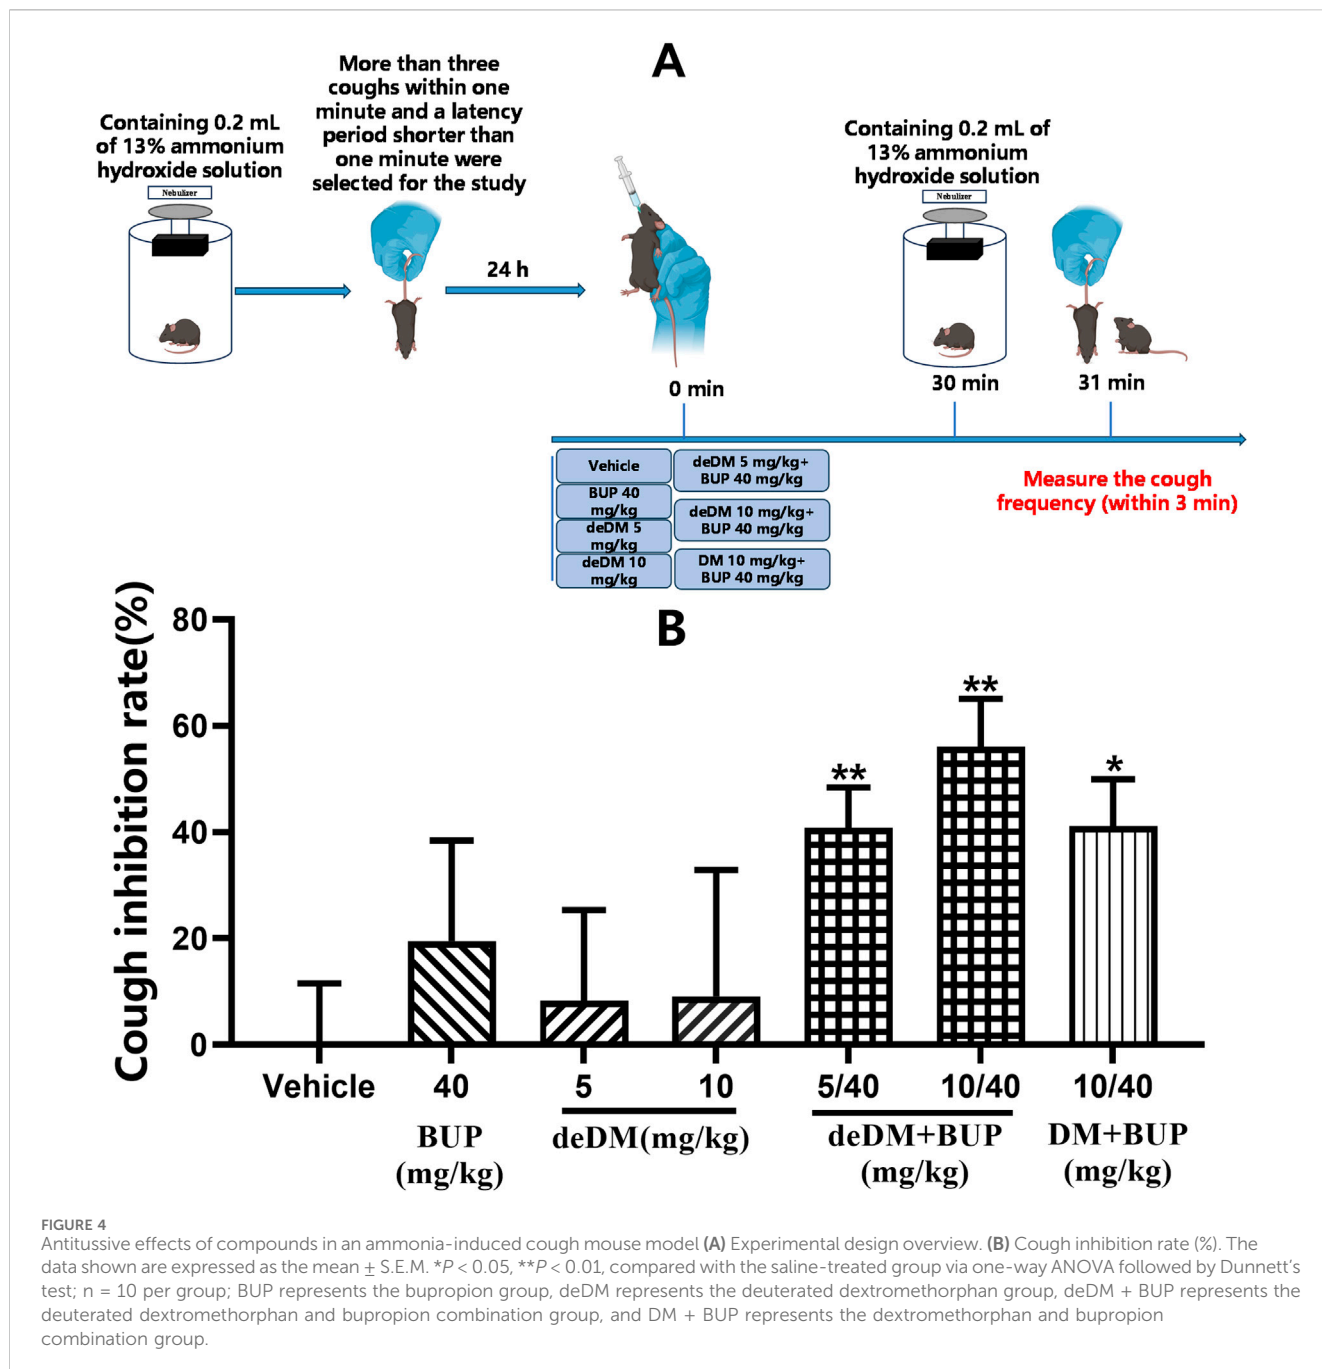 A
Containing 0.2 mL
of 13% ammonium
hydroxide solution
Nebulizer
More than three
coughs within one
minute and a latency
period shorter than
one minute were
selected for the study
24 h
Containing 0.2 mL of
13% ammonium
hydroxide solution
Nebulizer
0 min
30 min
31 min
Vehicle
BUP 40
mg/kg
deDM 5
mg/kg
deDM 10
mg/kg
deDM 5 mg/kg+
BUP 40 mg/kg
deDM 10 mg/kg+
BUP 40 mg/kg
DM 10 mg/kg+
BUP 40 mg/kg
Measure the cough
frequency (within 3 min)
B
Cough inhibition rate(%)
80
60
40
20
0
**
**
*
Vehicle
40
5
10
5/40
10/40
10/40
BUP
(mg/kg)
deDM(mg/kg)
deDM+BUP
(mg/kg)
DM+BUP
(mg/kg)
FIGURE 4
Antitussive effects of compounds in an ammonia-induced cough mouse model (A) Experimental design overview. (B) Cough inhibition rate (%). The
data shown are expressed as the mean ± S.E.M. *P < 0.05, **P < 0.01, compared with the saline-treated group via one-way ANOVA followed by Dunnett's
test; n = 10 per group; BUP represents the bupropion group, deDM represents the deuterated dextromethorphan group, deDM + BUP represents the
deuterated dextromethorphan and bupropion combination group, and DM + BUP represents the dextromethorphan and bupropion
combination group.